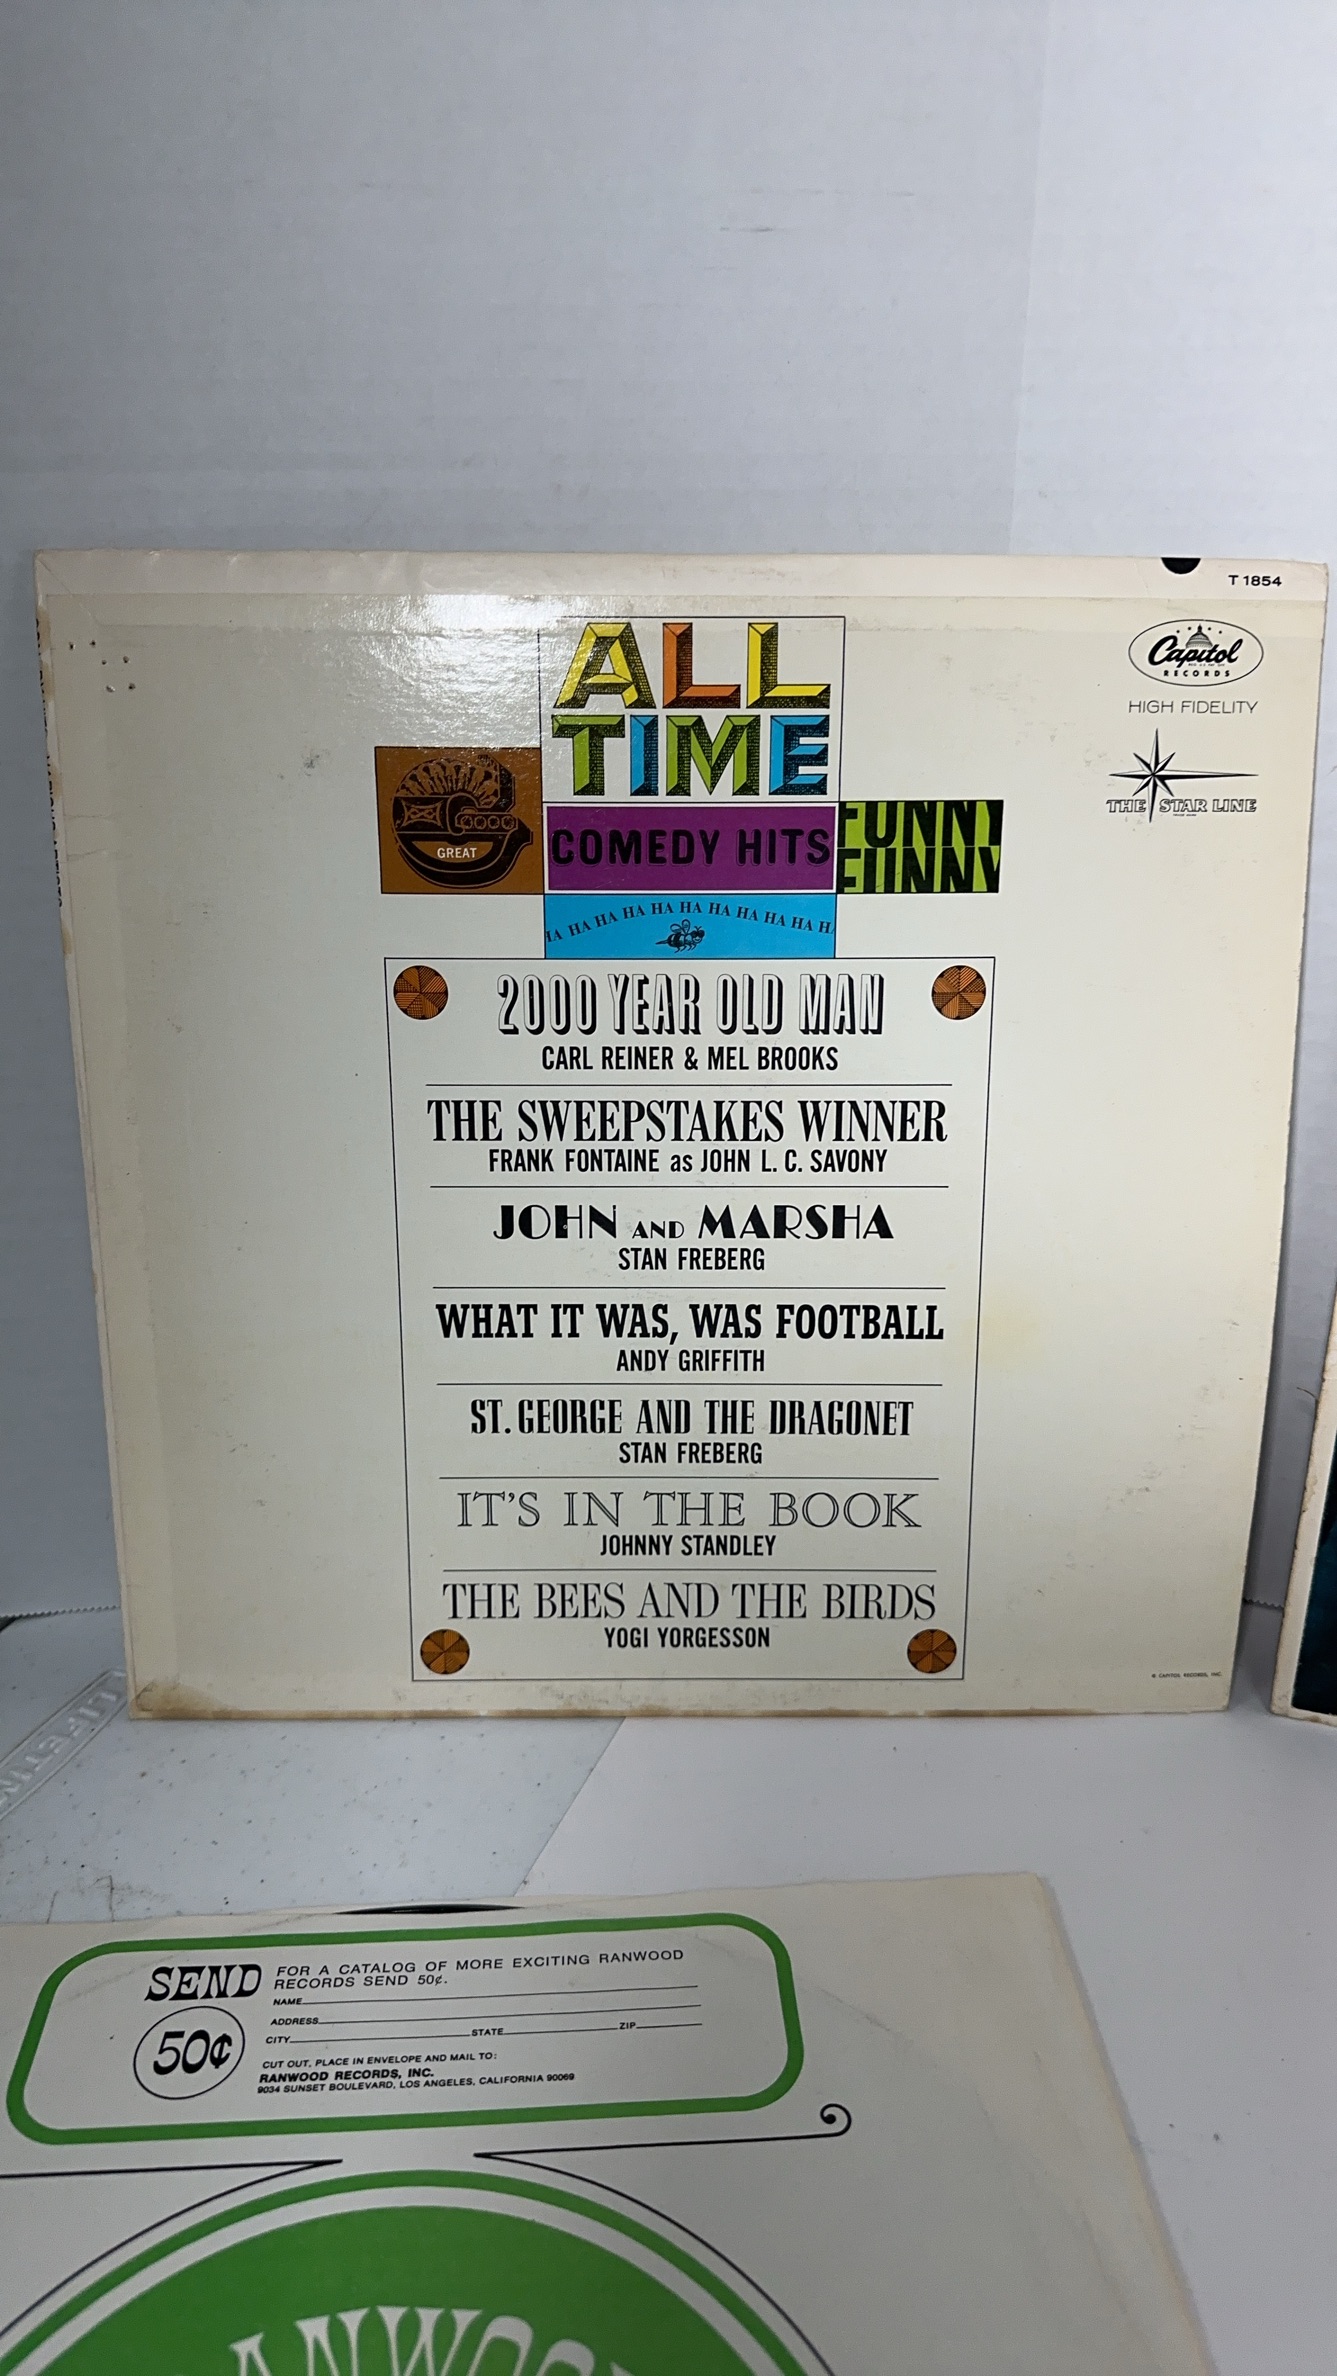 T 1854
Capitol
RECORDS
HIGH FIDELITY
THE STAR LINE
ALL
TIME
GREAT
COMEDY HITS
FUNNY
FUNNY
HA HA HA HA HA HA HA HA HA HA
2000 YEAR OLD MAN
CARL REINER & MEL BROOKS
THE SWEEPSTAKES WINNER
FRANK FONTAINE as JOHN L. C. SAVONY
JOHN AND MARSHA
STAN FREBERG
WHAT IT WAS, WAS FOOTBALL
ANDY GRIFFITH
ST. GEORGE AND THE DRAGONET
STAN FREBERG
IT'S IN THE BOOK
JOHNNY STANDLEY
THE BEES AND THE BIRDS
YOGI YORGESSON
© CAPITOL RECORDS, INC.
LIFETIM
SEND
50¢
FOR A CATALOG OF MORE EXCITING RANWOOD
RECORDS SEND 50¢.
NAME
ADDRESS
CITY STATE ZIP
CUT OUT, PLACE IN ENVELOPE AND MAIL TO:
RANWOOD RECORDS, INC.
9034 SUNSET BOULEVARD, LOS ANGELES, CALIFORNIA 90069
ANWOO